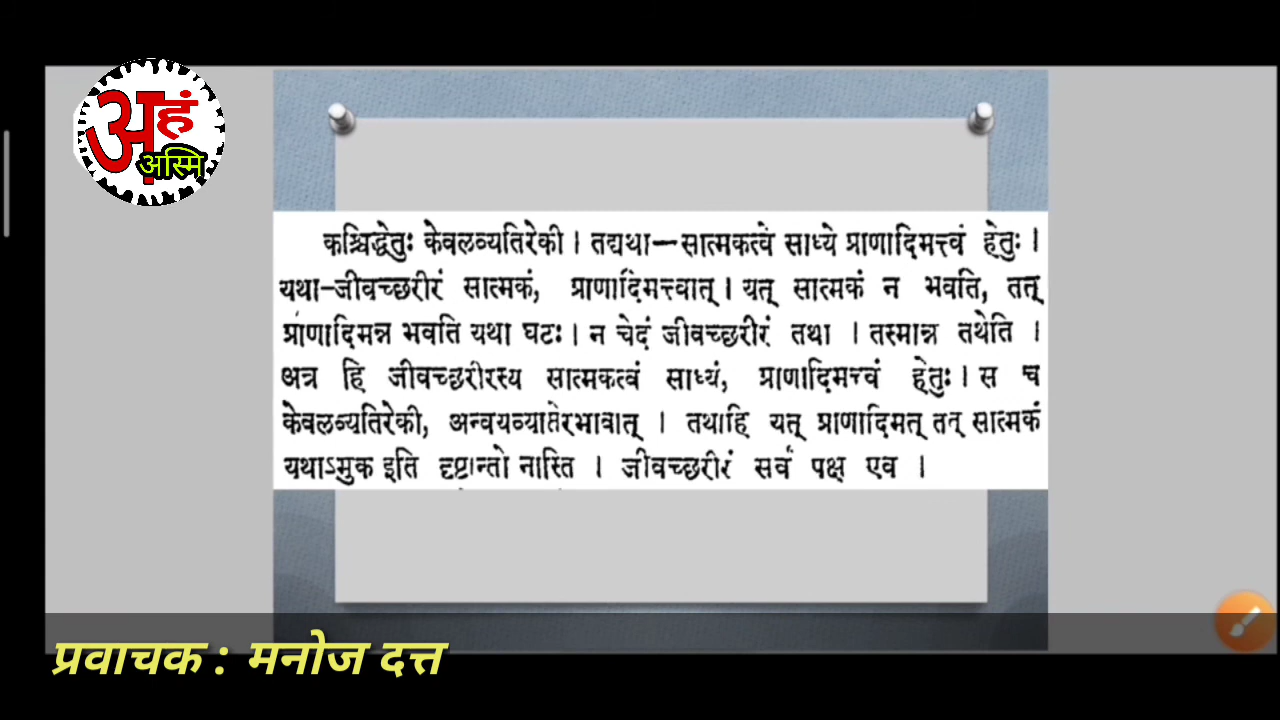 अहं
अस्मि
कश्चिद्धेतुः केवलव्यतिरेकी । तद्यथा—सात्मकत्वे साध्ये प्राणादिमत्त्वं हेतुः ।
यथा-जीवच्छरीरं सात्मकं, प्राणादिमत्त्वात् । यत् सात्मकं न भवति, तत्
प्राणादिमन्न भवति यथा घटः । न चेदं जीवच्छरीरं तथा । तस्मान्न तथेति ।
अत्र हि जीवच्छरीरस्य सात्मकत्वं साध्यं, प्राणादिमत्त्वं हेतुः । स च
केवलव्यतिरेकी, अन्वयव्याप्तेरभावात् । तथाहि यत् प्राणादिमत् तत् सात्मकं
यथाऽमुक इति दृष्टान्तो नास्ति । जीवच्छरीरं सर्वं पक्ष एव ।
प्रवाचक : मनोज दत्त